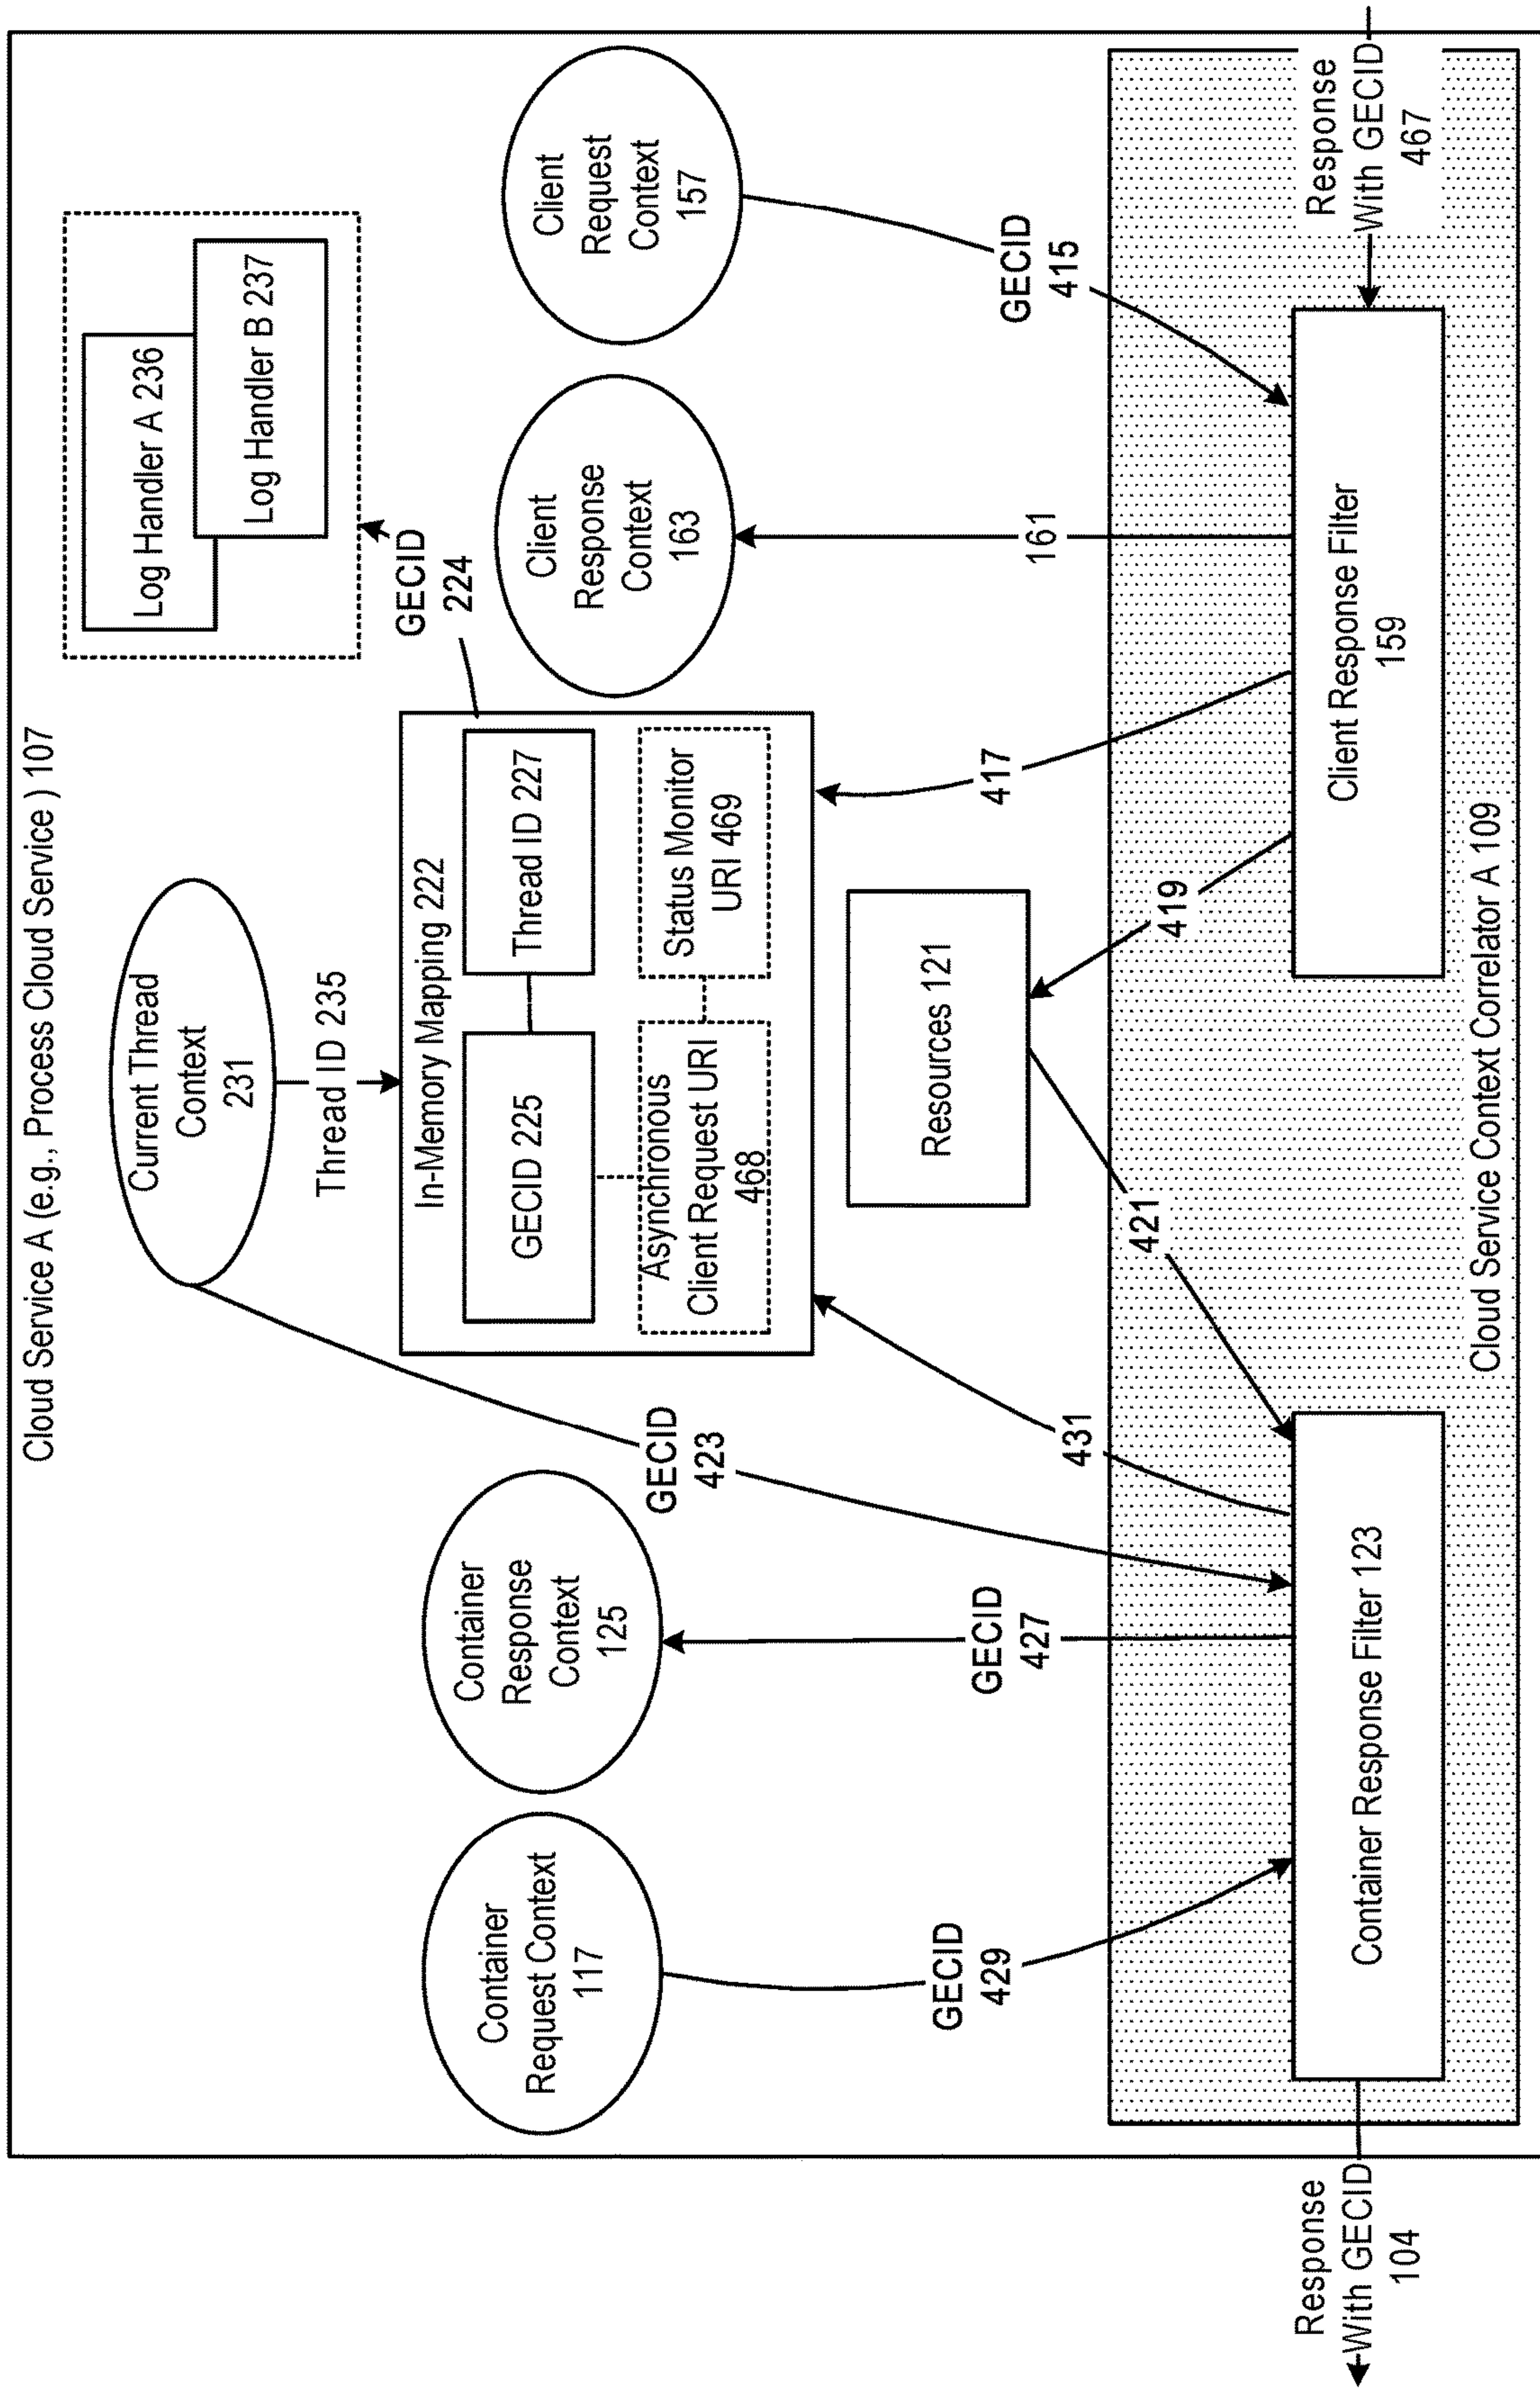 Cloud Service A (e.g., Process Cloud Service ) 107
Current Thread
Context
231
Thread ID 235
Log Handler A 236
Log Handler B 237
GECID
224
In-Memory Mapping 222
GECID 225
Thread ID 227
Asynchronous
Client Request URI
468
Status Monitor
URI 469
Container
Request Context
117
Container
Response
Context
125
Client
Response
Context
163
Client
Request
Context
157
GECID
423
Resources 121
GECID
429
GECID
427
431
421
419
417
161
GECID
415
Container Response Filter 123
Client Response Filter
159
Response
With GECID
104
Response
With GECID
467
Cloud Service Context Correlator A 109